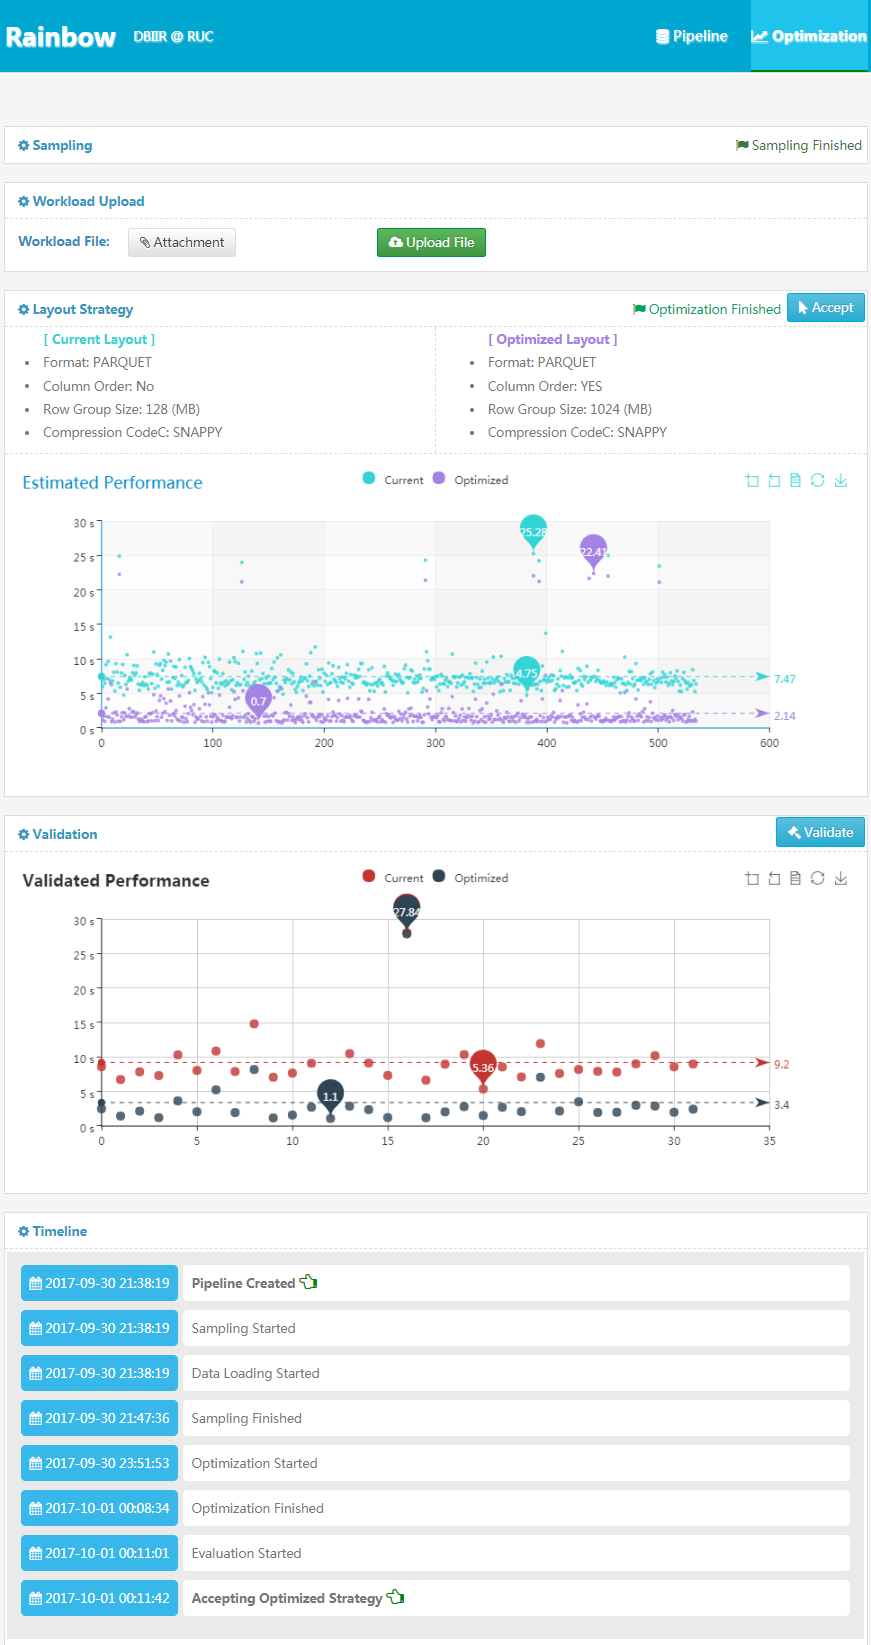 Rainbow DBIIR @ RUC Pipeline Optimization
Sampling Sampling Finished
Workload Upload
Workload File: Attachment Upload File
Layout Strategy Optimization Finished Accept
[ Current Layout ]
Format: PARQUET
Column Order: No
Row Group Size: 128 (MB)
Compression CodeC: SNAPPY
[ Optimized Layout ]
Format: PARQUET
Column Order: YES
Row Group Size: 1024 (MB)
Compression CodeC: SNAPPY
Estimated Performance
Current Optimized
30 s
25 s
20 s
15 s
10 s
5 s
0 s
25.28
22.41
4.75
0.7
7.47
2.14
0 100 200 300 400 500 600
Validation Validate
Validated Performance
Current Optimized
27.84
30 s
25 s
20 s
15 s
10 s
5 s
0 s
5.36
1.1
9.2
3.4
0 5 10 15 20 25 30 35
Timeline
2017-09-30 21:38:19 Pipeline Created
2017-09-30 21:38:19 Sampling Started
2017-09-30 21:38:19 Data Loading Started
2017-09-30 21:47:36 Sampling Finished
2017-09-30 23:51:53 Optimization Started
2017-10-01 00:08:34 Optimization Finished
2017-10-01 00:11:01 Evaluation Started
2017-10-01 00:11:42 Accepting Optimized Strategy